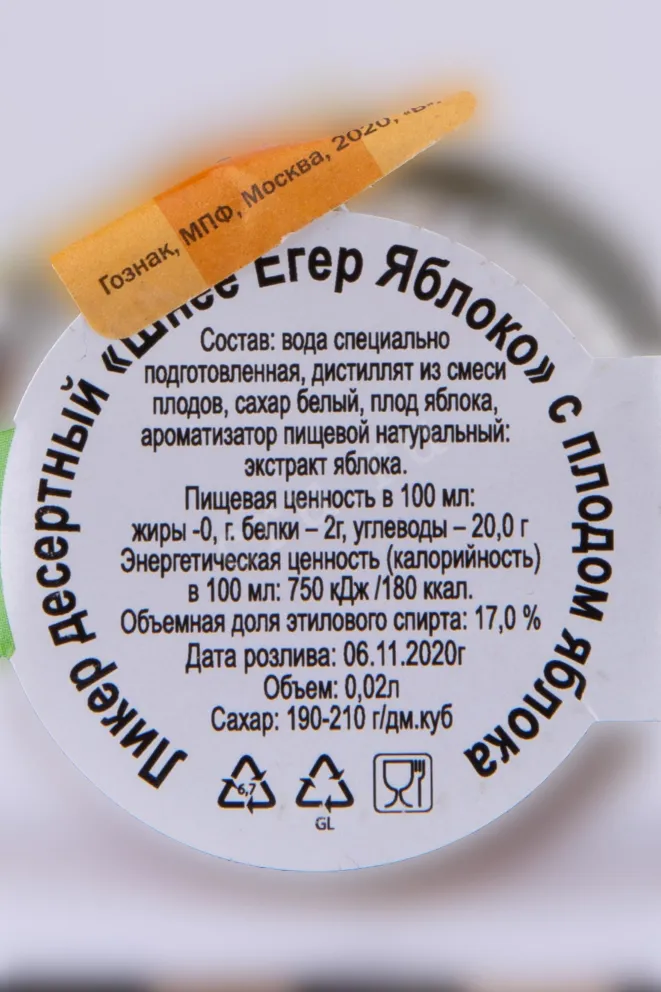 Гознак, МПФ, Москва, 2020,
Ликер десертный «Шнее Егер Яблоко» с плодом яблока
Состав: вода специально
подготовленная, дистиллят из смеси
плодов, сахар белый, плод яблока,
ароматизатор пищевой натуральный:
экстракт яблока.
Пищевая ценность в 100 мл:
жиры -0, г. белки – 2г, углеводы – 20,0 г
Энергетическая ценность (калорийность)
в 100 мл: 750 кДж /180 ккал.
Объемная доля этилового спирта: 17,0 %
Дата розлива: 06.11.2020г
Объем: 0,02л
Сахар: 190-210 г/дм.куб
6,7
GL